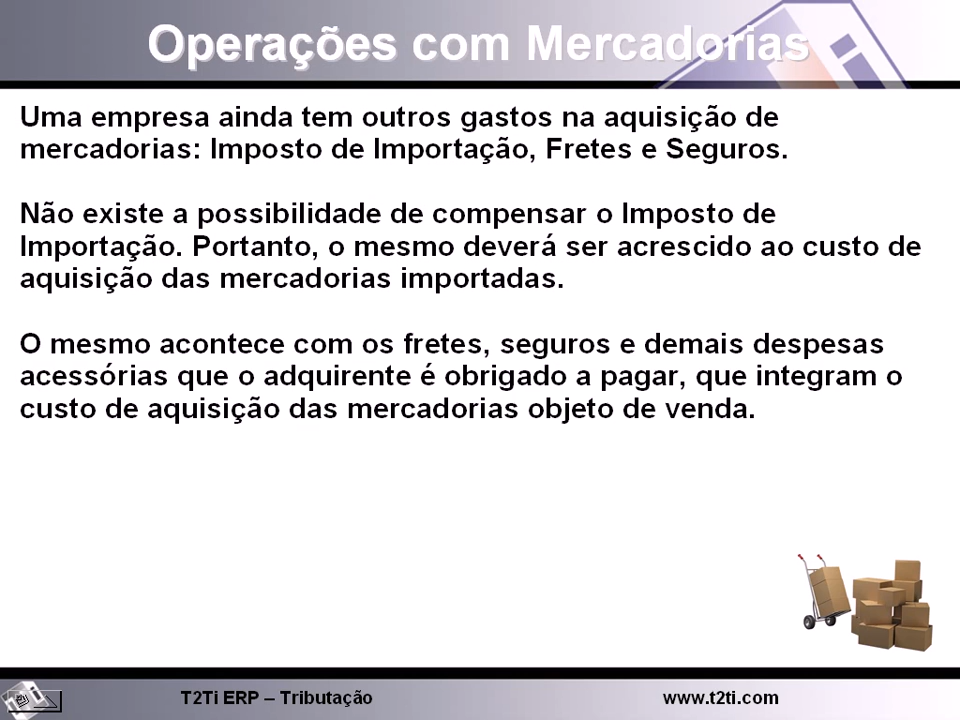 Operações com Mercadorias
Uma empresa ainda tem outros gastos na aquisição de
mercadorias: Imposto de Importação, Fretes e Seguros.
Não existe a possibilidade de compensar o Imposto de
Importação. Portanto, o mesmo deverá ser acrescido ao custo de
aquisição das mercadorias importadas.
O mesmo acontece com os fretes, seguros e demais despesas
acessórias que o adquirente é obrigado a pagar, que integram o
custo de aquisição das mercadorias objeto de venda.
T2Ti ERP – Tributação www.t2ti.com